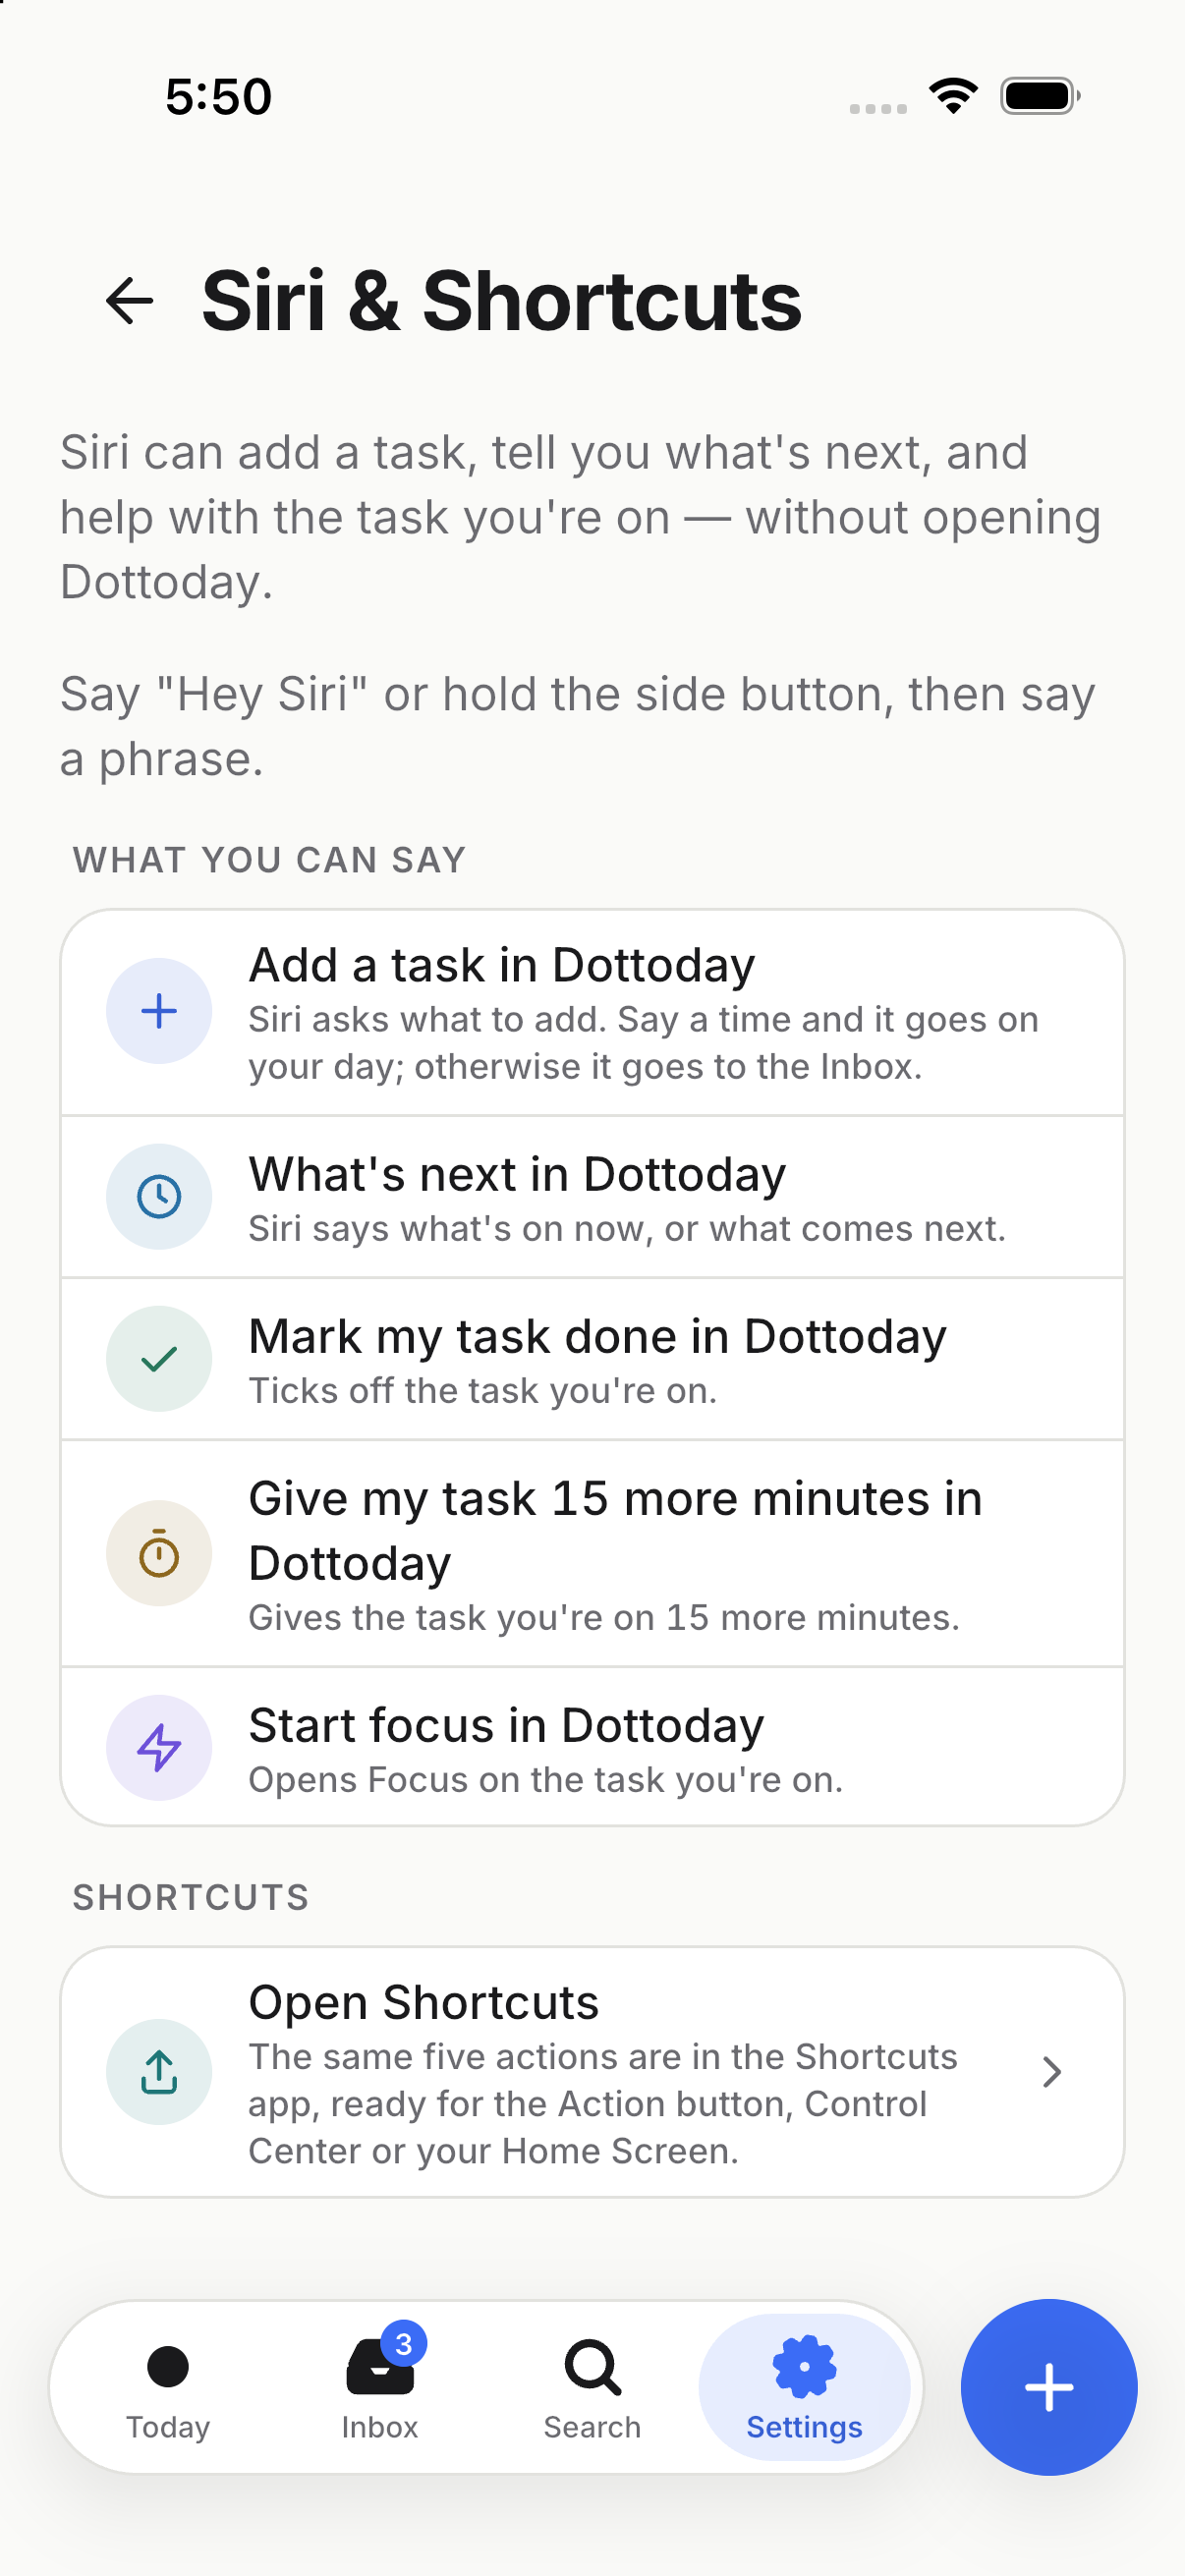 5:50
Siri & Shortcuts
Siri can add a task, tell you what's next, and
help with the task you're on — without opening
Dottoday.
Say "Hey Siri" or hold the side button, then say
a phrase.
WHAT YOU CAN SAY
Add a task in Dottoday
Siri asks what to add. Say a time and it goes on
your day; otherwise it goes to the Inbox.
What's next in Dottoday
Siri says what's on now, or what comes next.
Mark my task done in Dottoday
Ticks off the task you're on.
Give my task 15 more minutes in
Dottoday
Gives the task you're on 15 more minutes.
Start focus in Dottoday
Opens Focus on the task you're on.
SHORTCUTS
Open Shortcuts
The same five actions are in the Shortcuts
app, ready for the Action button, Control
Center or your Home Screen.
3
Today
Inbox
Search
Settings